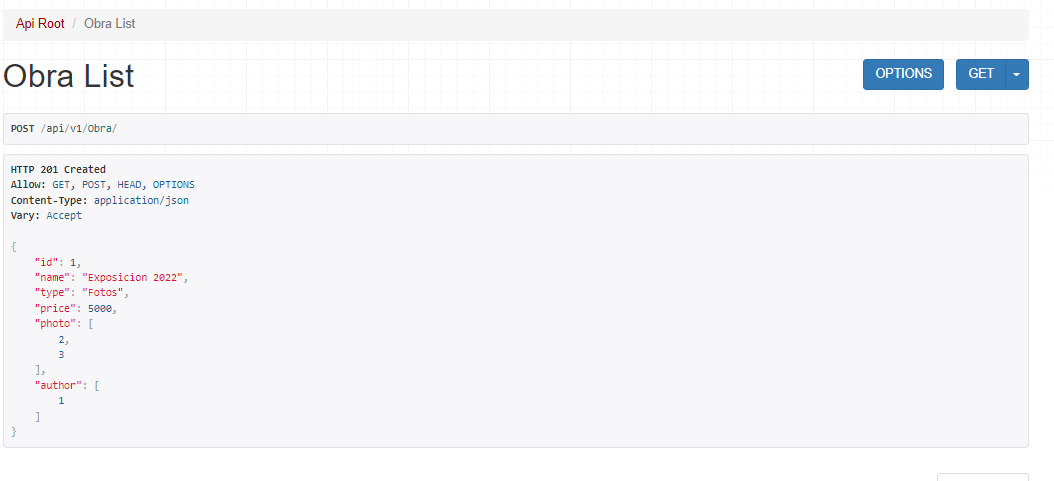 Api Root / Obra List
Obra List
OPTIONS GET
POST /api/v1/Obra/
HTTP 201 Created
Allow: GET, POST, HEAD, OPTIONS
Content-Type: application/json
Vary: Accept
{
"id": 1,
"name": "Exposicion 2022",
"type": "Fotos",
"price": 5000,
"photo": [
2,
3
],
"author": [
1
]
}